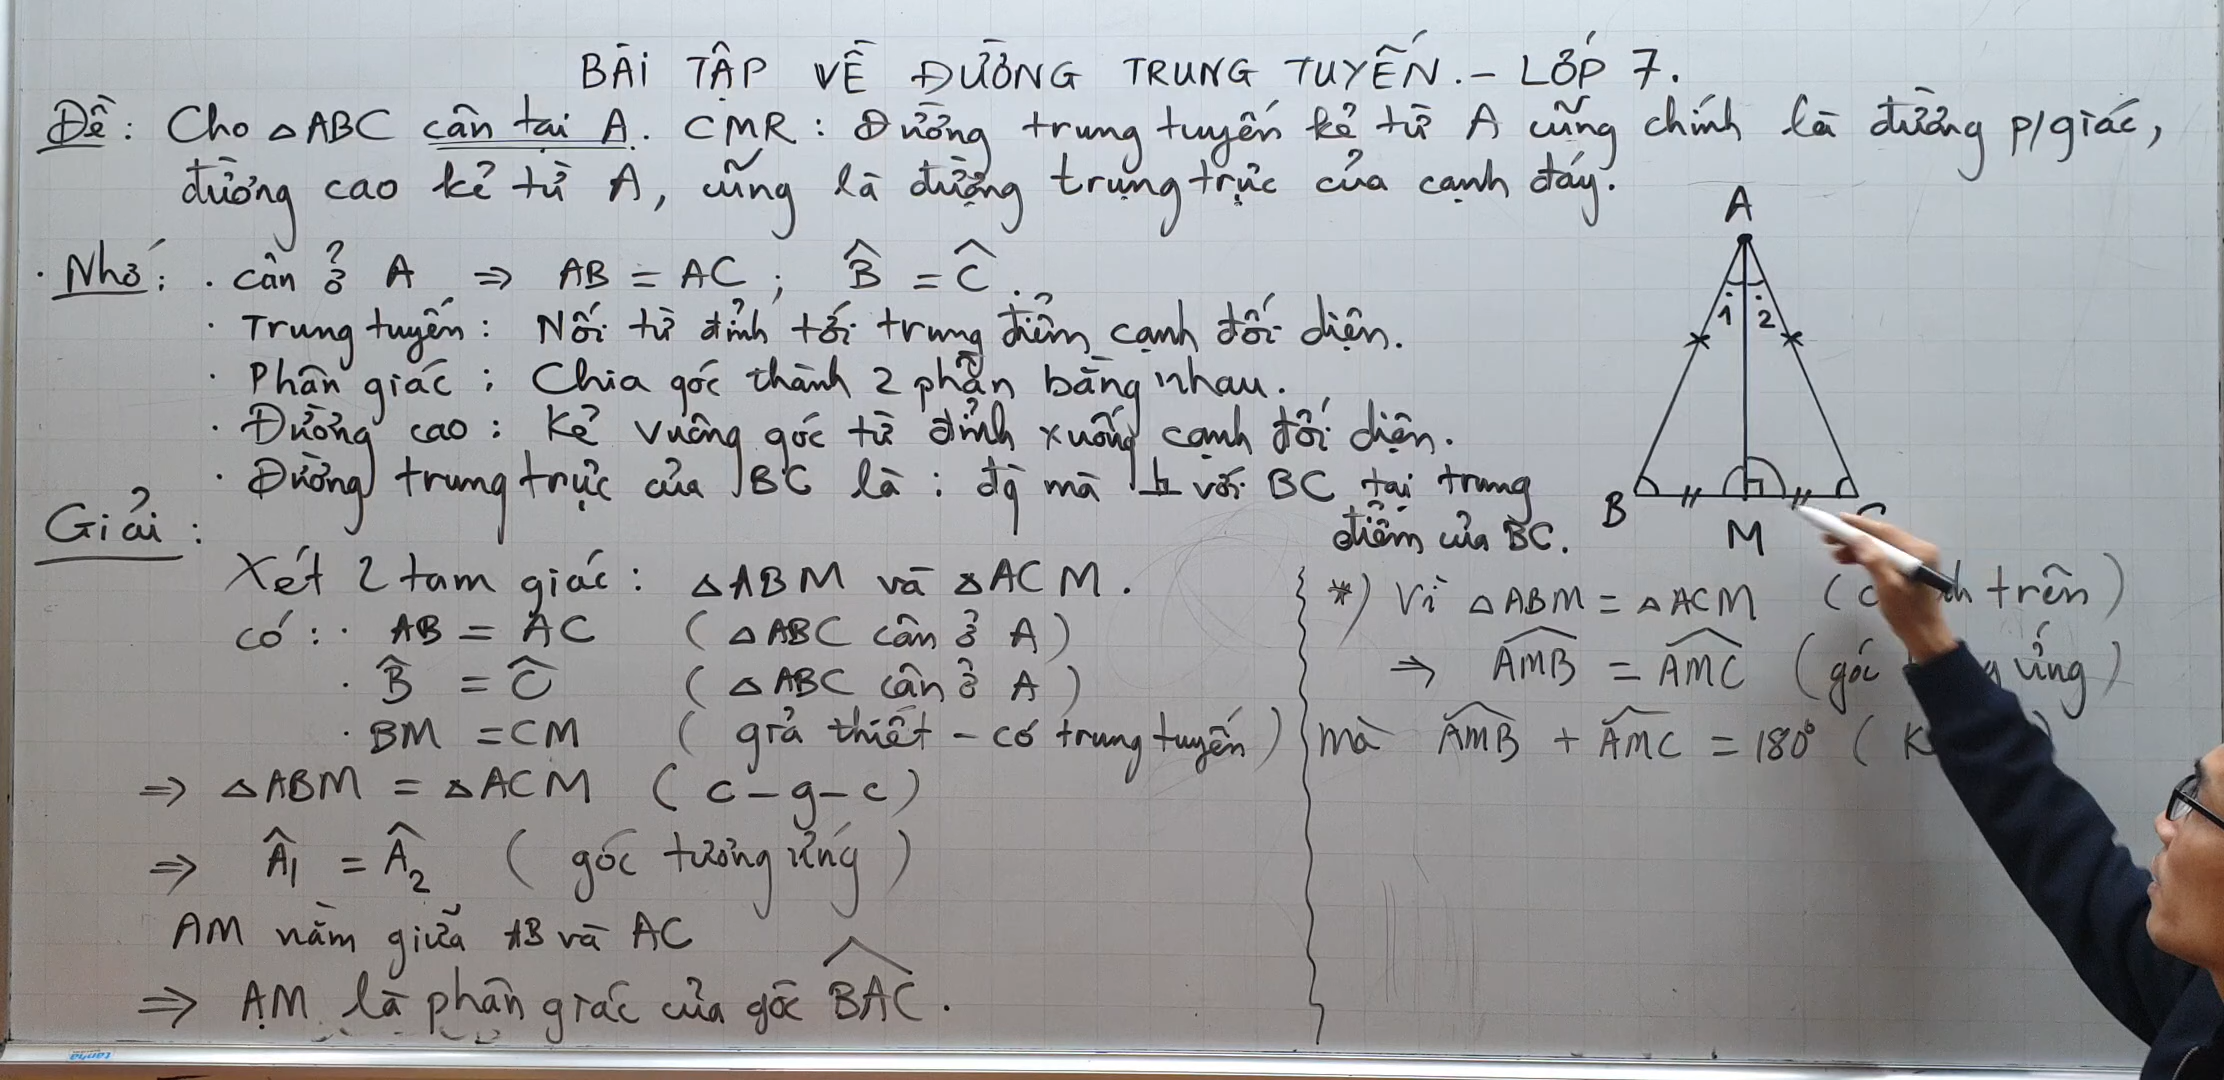 BÀI TẬP VỀ ĐƯỜNG TRUNG TUYẾN. - LỚP 7.
Đề: Cho △ABC cân tại A. CMR: Đường trung tuyến kẻ từ A cũng chính là đường p/giác,
đường cao kẻ từ A, cũng là đường trung trực của cạnh đáy.
A
· Nhớ: · Cân ở A ⇒ AB = AC; B̂ = Ĉ.
· Trung tuyến: Nối từ đỉnh tới trung điểm cạnh đối diện.
1 2
· Phân giác: Chia góc thành 2 phần bằng nhau.
· Đường cao: Kẻ vuông góc từ đỉnh xuống cạnh đối diện.
· Đường trung trực của BC là: đg mà ⊥ với BC tại trung
điểm của BC.
B M
Giải:
Xét 2 tam giác: △ABM và △ACM.
có: · AB = AC (△ABC cân ở A)
· B̂ = Ĉ (△ABC cân ở A)
· BM = CM (giả thiết - có trung tuyến)
⇒ △ABM = △ACM (c-g-c)
⇒ Â1 = Â2 (góc tương ứng)
AM nằm giữa AB và AC
⇒ AM là phân giác của góc BAC.
*) Vì △ABM = △ACM ( trên)
⇒ AMB = AMC (góc ứng)
mà AMB + AMC = 180° (